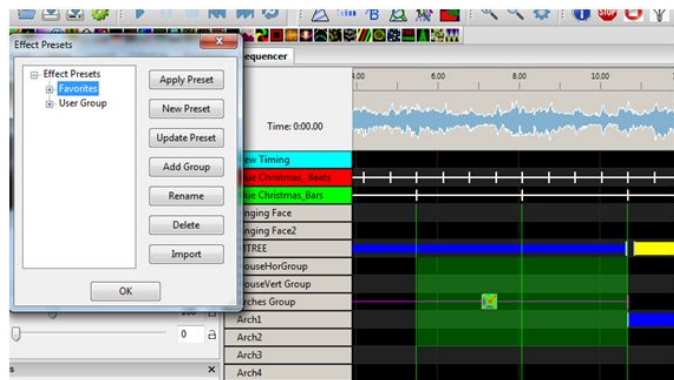 Effect Presets
Effect Presets
Favorites
User Group
Apply Preset
New Preset
Update Preset
Add Group
Rename
Delete
Import
OK
equencer
4.00 6.00 8.00 10.00
Time: 0:00.00
ew Timing
ue Christmas_Beats
ue Christmas_Bars
nging Face
nging Face2
MTREE
ouseHorGroup
ouseVert Group
rches Group
Arch1
Arch2
Arch3
Arch4
0
s
STOP